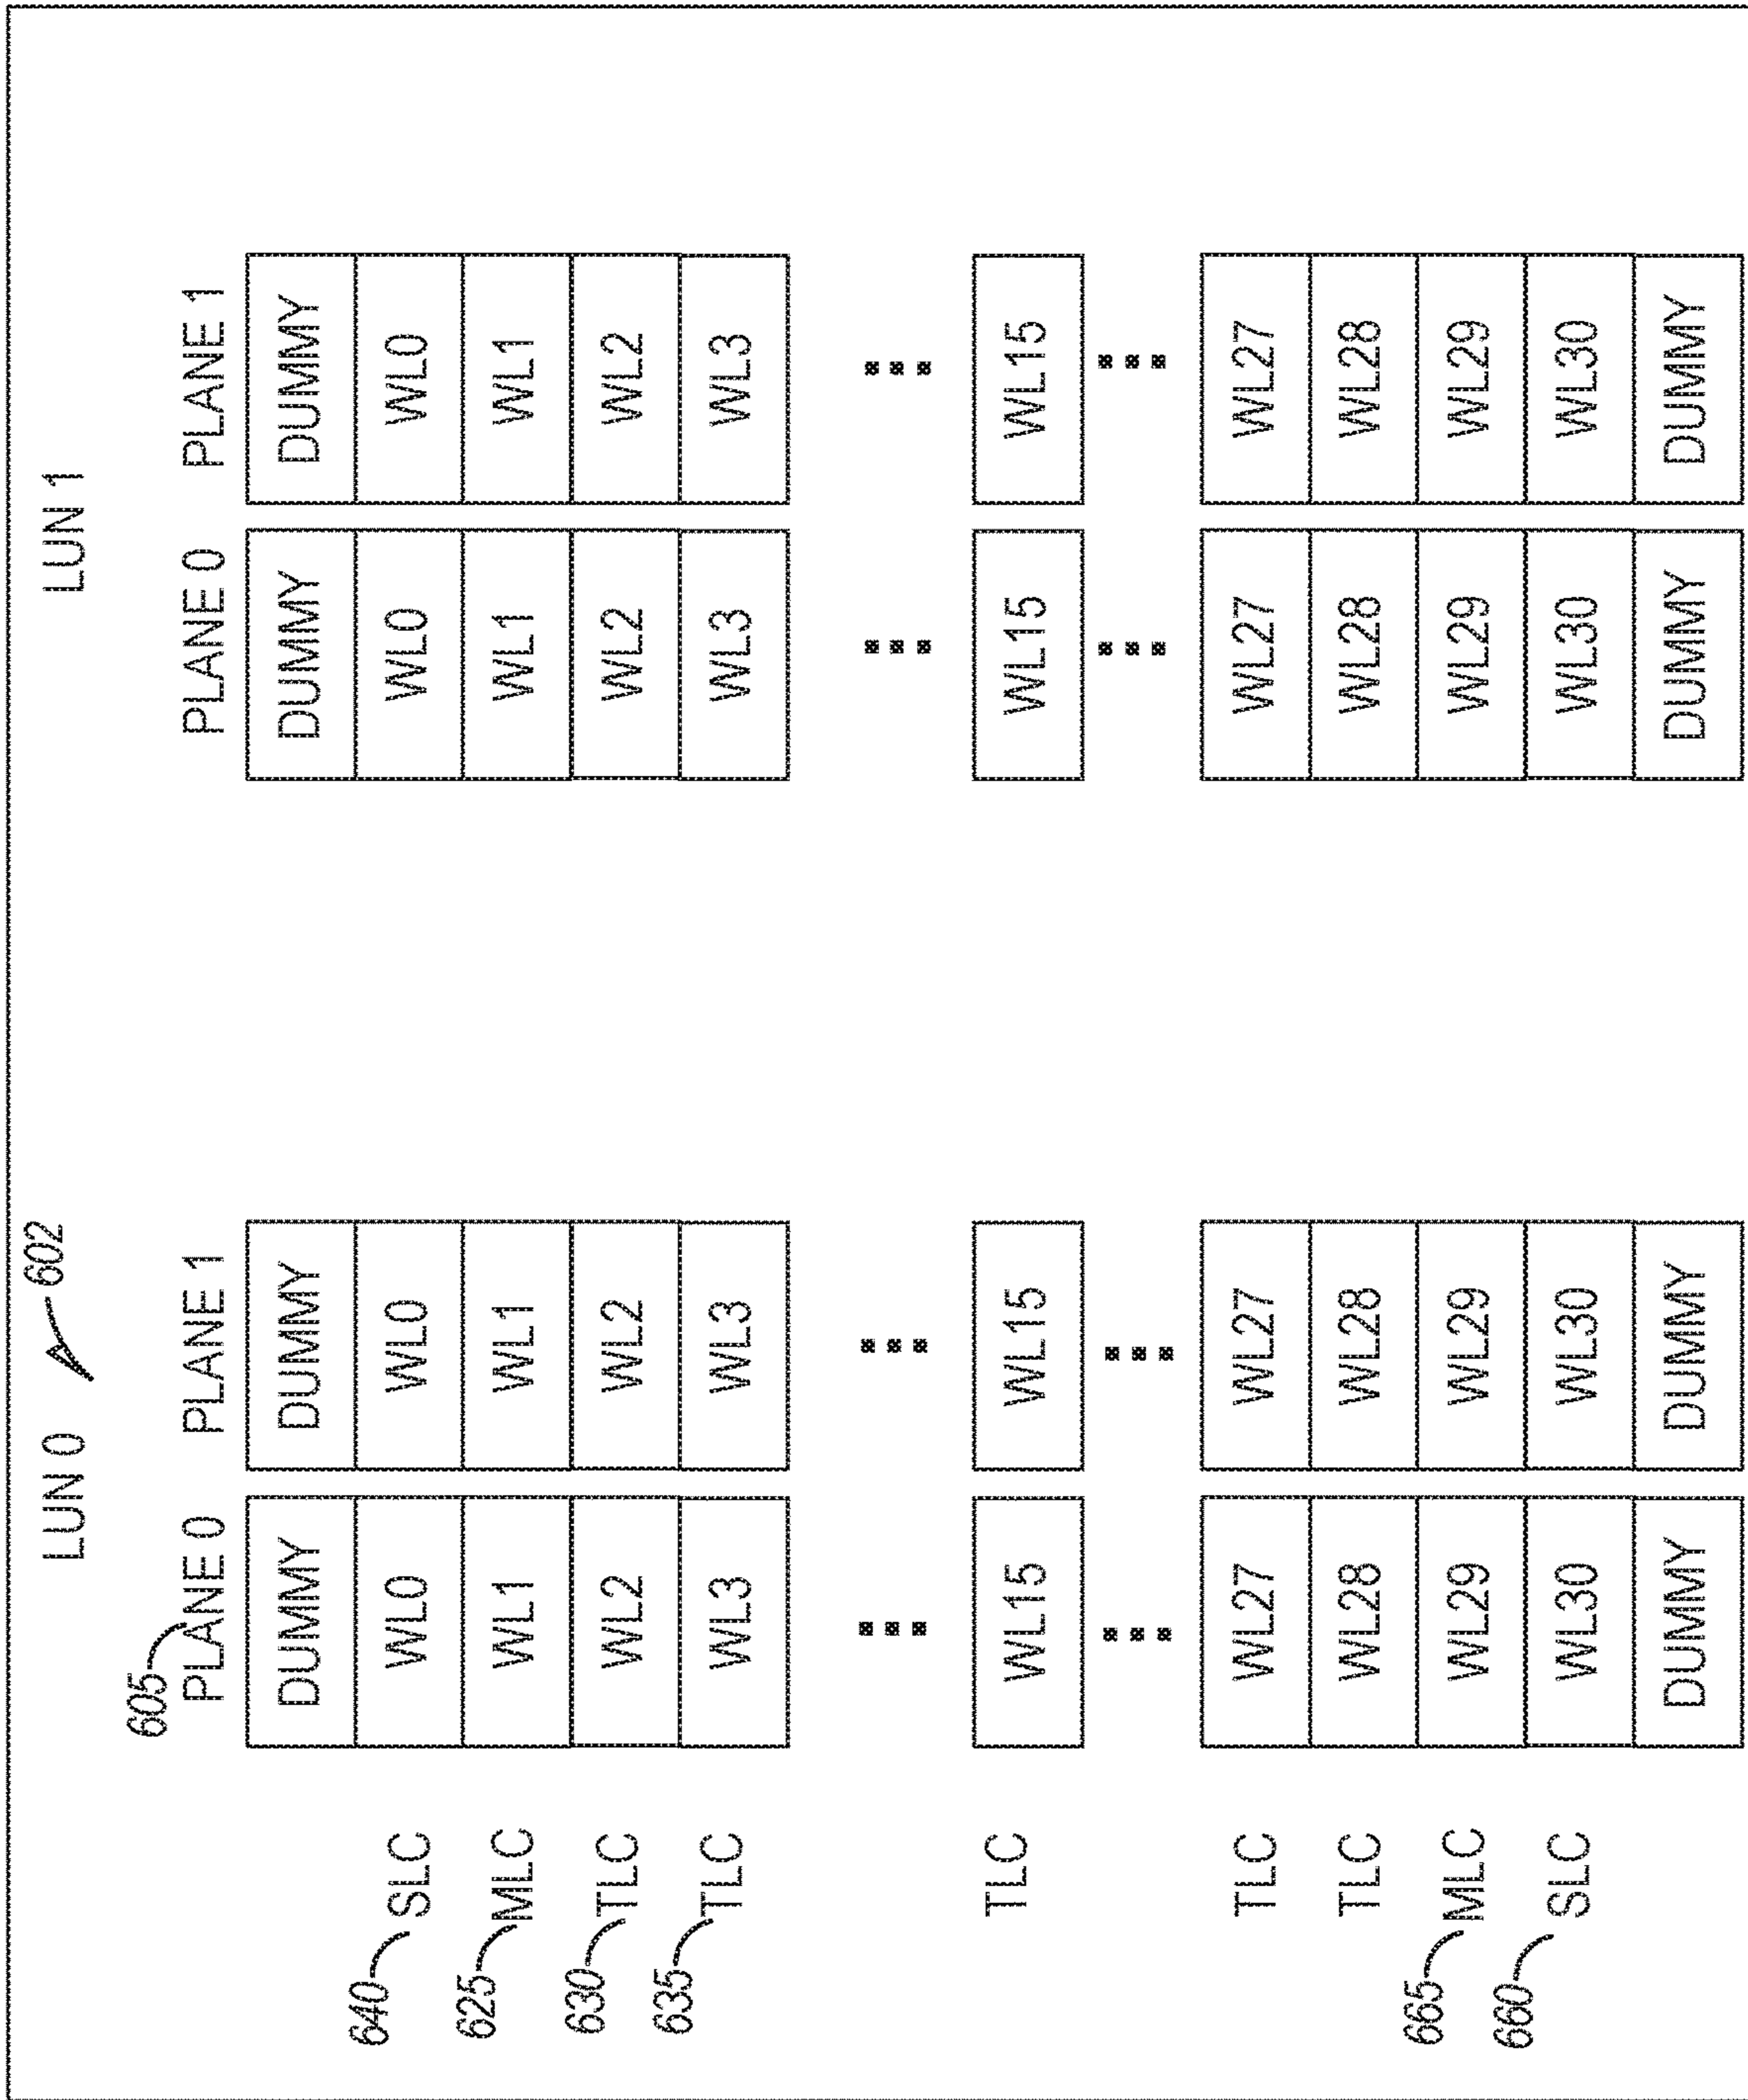 LUN 0 602 LUN 1
605
PLANE 0 PLANE 1 PLANE 0 PLANE 1
DUMMY DUMMY DUMMY DUMMY
640 SLC WL0 WL0 WL0 WL0
625 MLC WL1 WL1 WL1 WL1
630 TLC WL2 WL2 WL2 WL2
635 TLC WL3 WL3 WL3 WL3
... ... ... ...
TLC WL15 WL15 WL15 WL15
... ... ... ...
TLC WL27 WL27 WL27 WL27
TLC WL28 WL28 WL28 WL28
665 MLC WL29 WL29 WL29 WL29
660 SLC WL30 WL30 WL30 WL30
DUMMY DUMMY DUMMY DUMMY